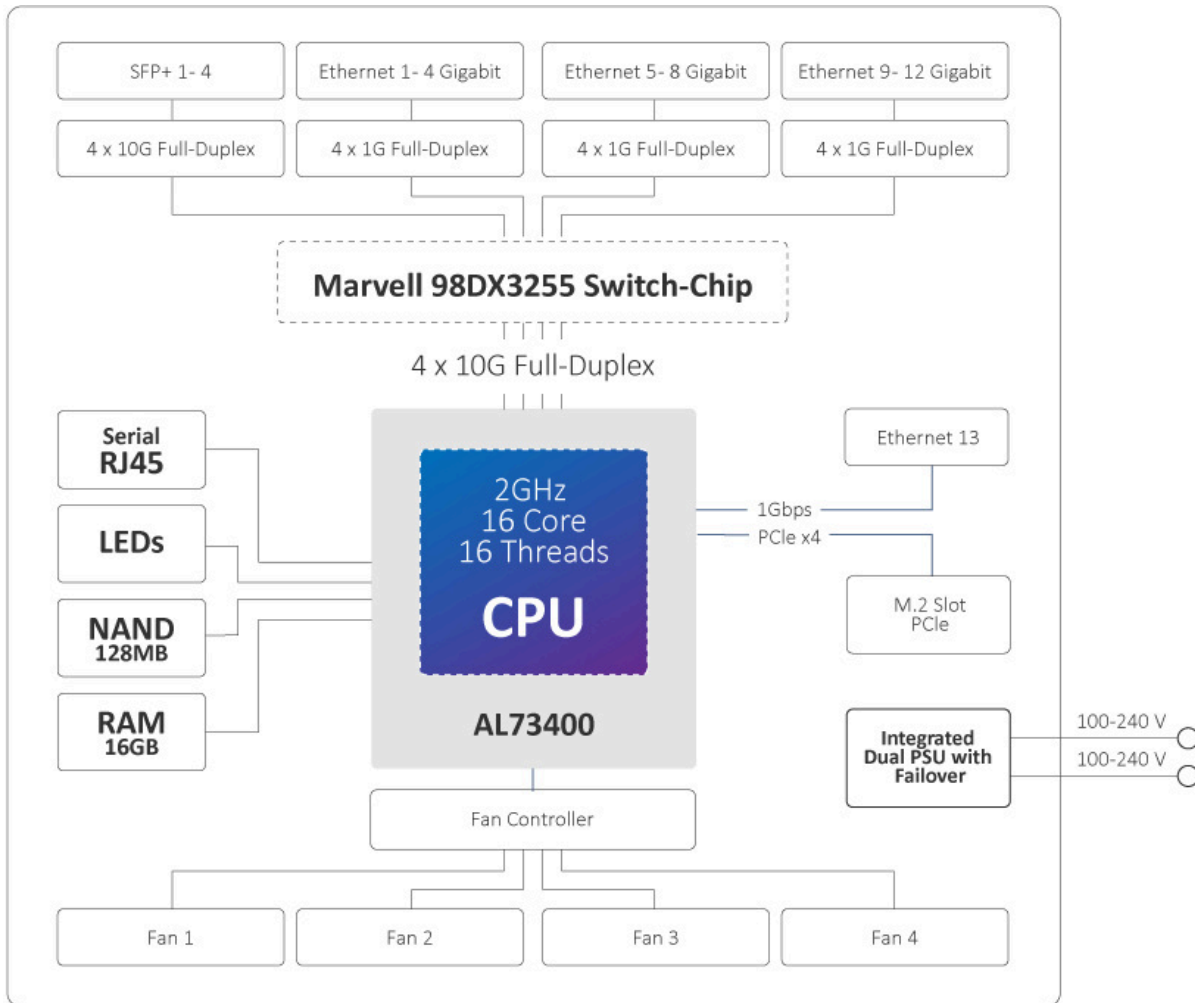 SFP+ 1- 4
Ethernet 1- 4 Gigabit
Ethernet 5- 8 Gigabit
Ethernet 9- 12 Gigabit
4 x 10G Full-Duplex
4 x 1G Full-Duplex
4 x 1G Full-Duplex
4 x 1G Full-Duplex
Marvell 98DX3255 Switch-Chip
4 x 10G Full-Duplex
Serial
RJ45
LEDs
NAND
128MB
RAM
16GB
2GHz
16 Core
16 Threads
CPU
AL73400
Ethernet 13
1Gbps
PCIe x4
M.2 Slot
PCIe
Integrated
Dual PSU with
Failover
100-240 V
100-240 V
Fan Controller
Fan 1
Fan 2
Fan 3
Fan 4